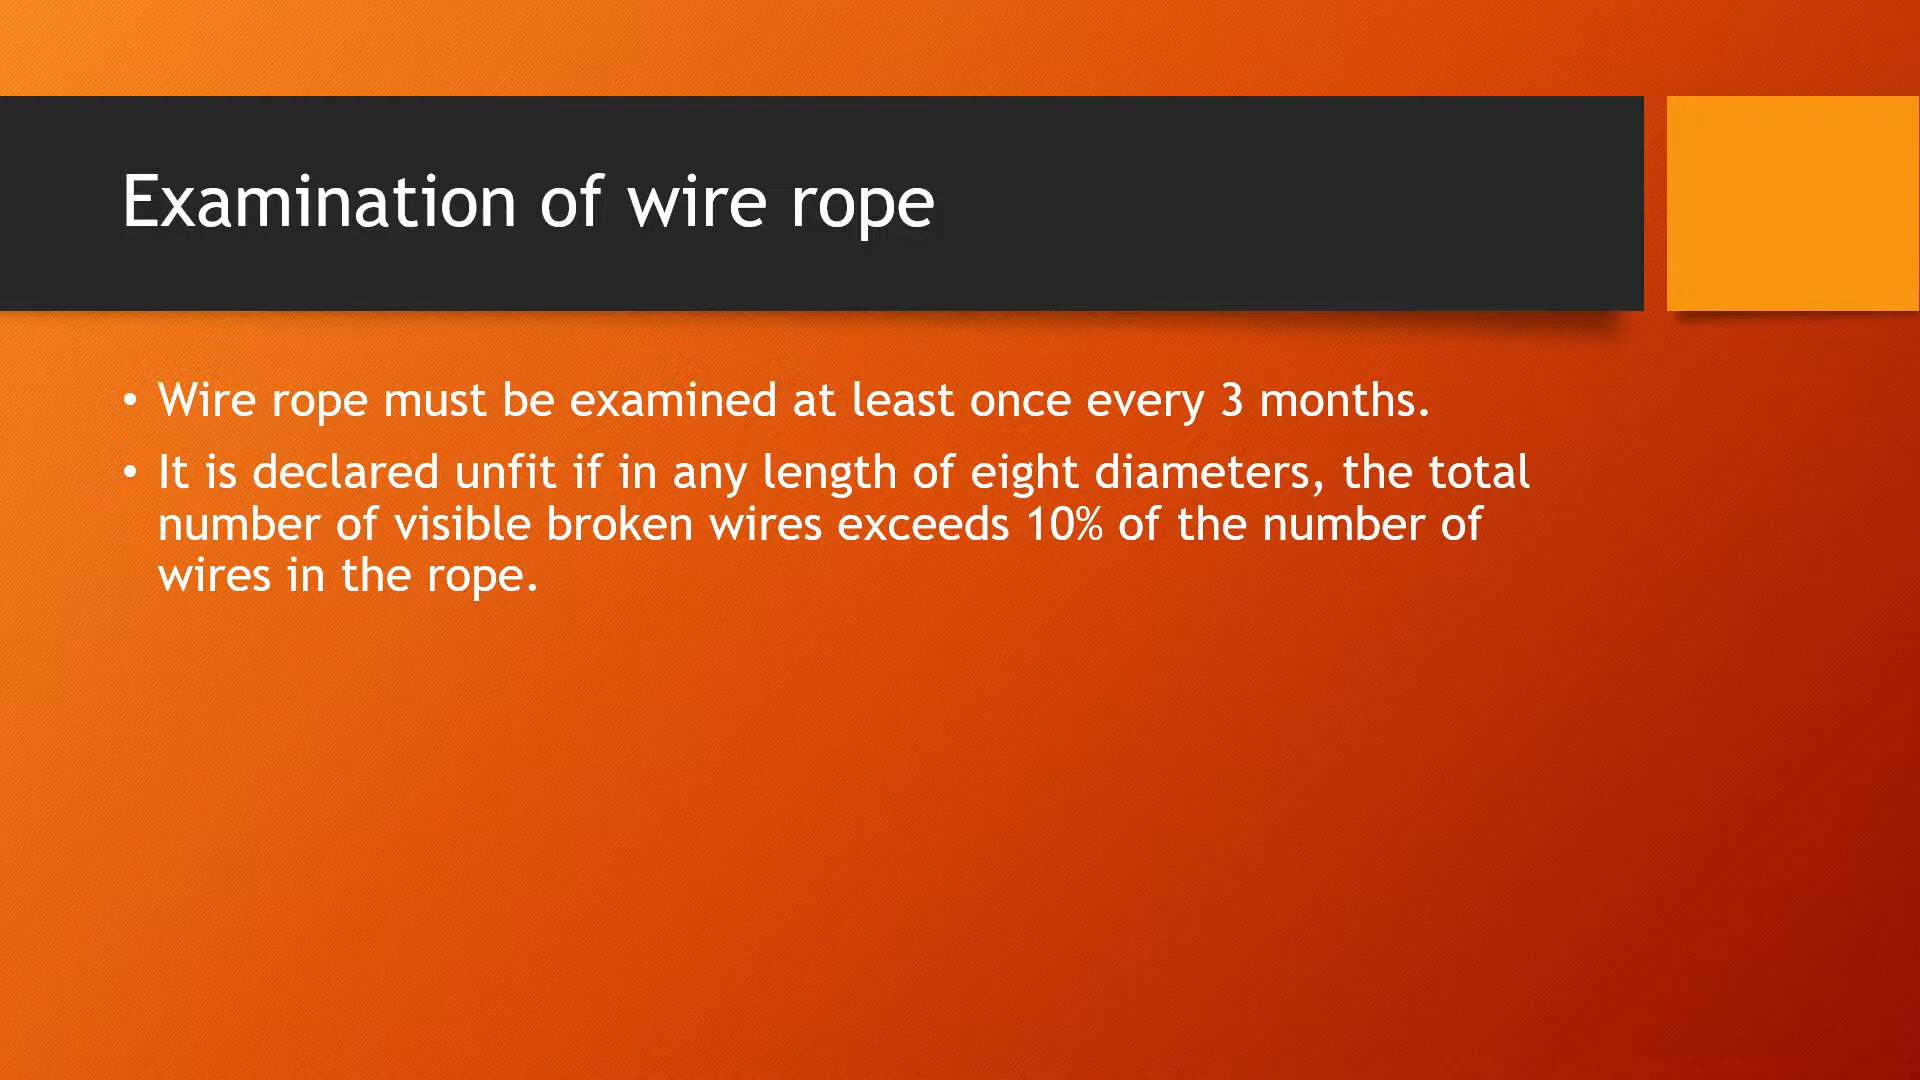 Examination of wire rope
• Wire rope must be examined at least once every 3 months.
• It is declared unfit if in any length of eight diameters, the total
number of visible broken wires exceeds 10% of the number of
wires in the rope.